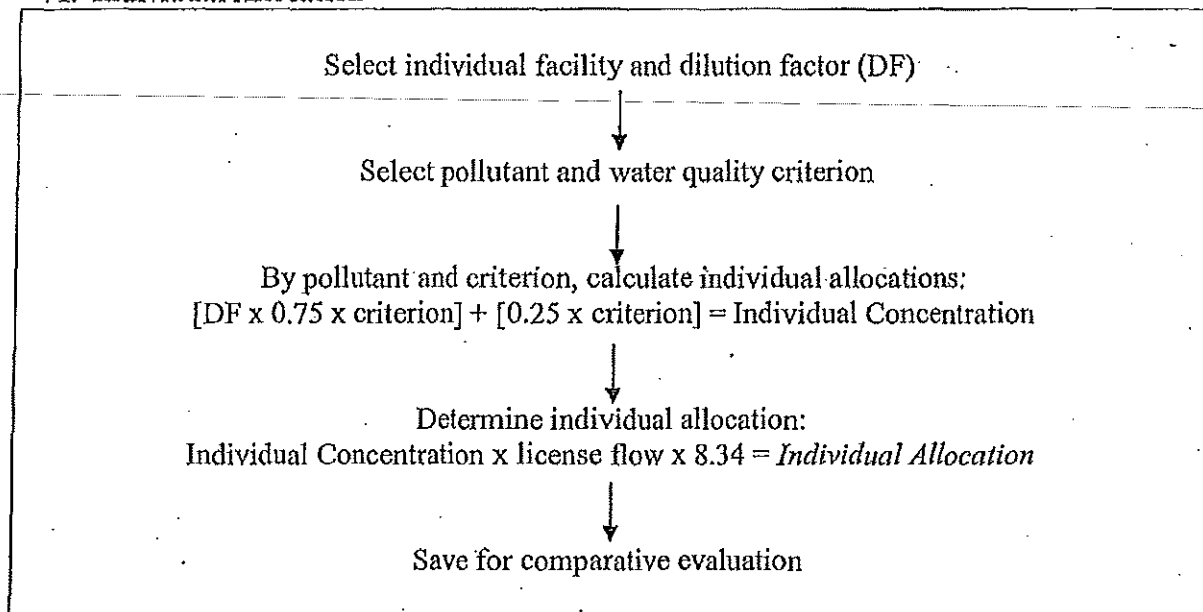 Select individual facility and dilution factor (DF)
Select pollutant and water quality criterion
By pollutant and criterion, calculate individual allocations:
[DF x 0.75 x criterion] + [0.25 x criterion] = Individual Concentration
Determine individual allocation:
Individual Concentration x license flow x 8.34 = Individual Allocation
Save for comparative evaluation